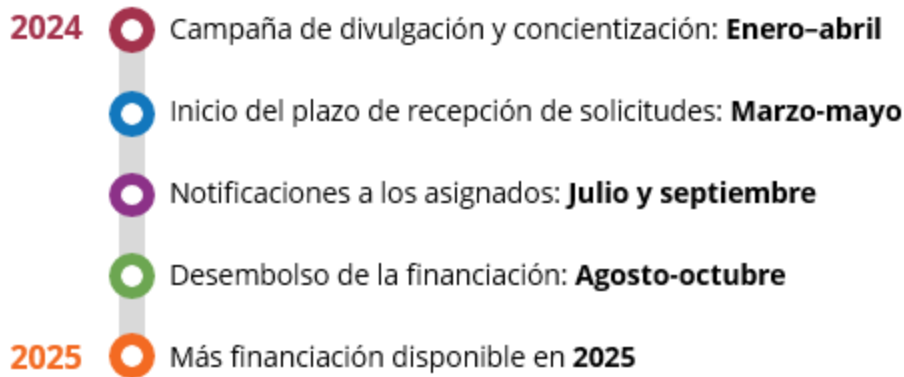 2024 Campaña de divulgación y concientización: Enero–abril
Inicio del plazo de recepción de solicitudes: Marzo-mayo
Notificaciones a los asignados: Julio y septiembre
Desembolso de la financiación: Agosto-octubre
2025 Más financiación disponible en 2025